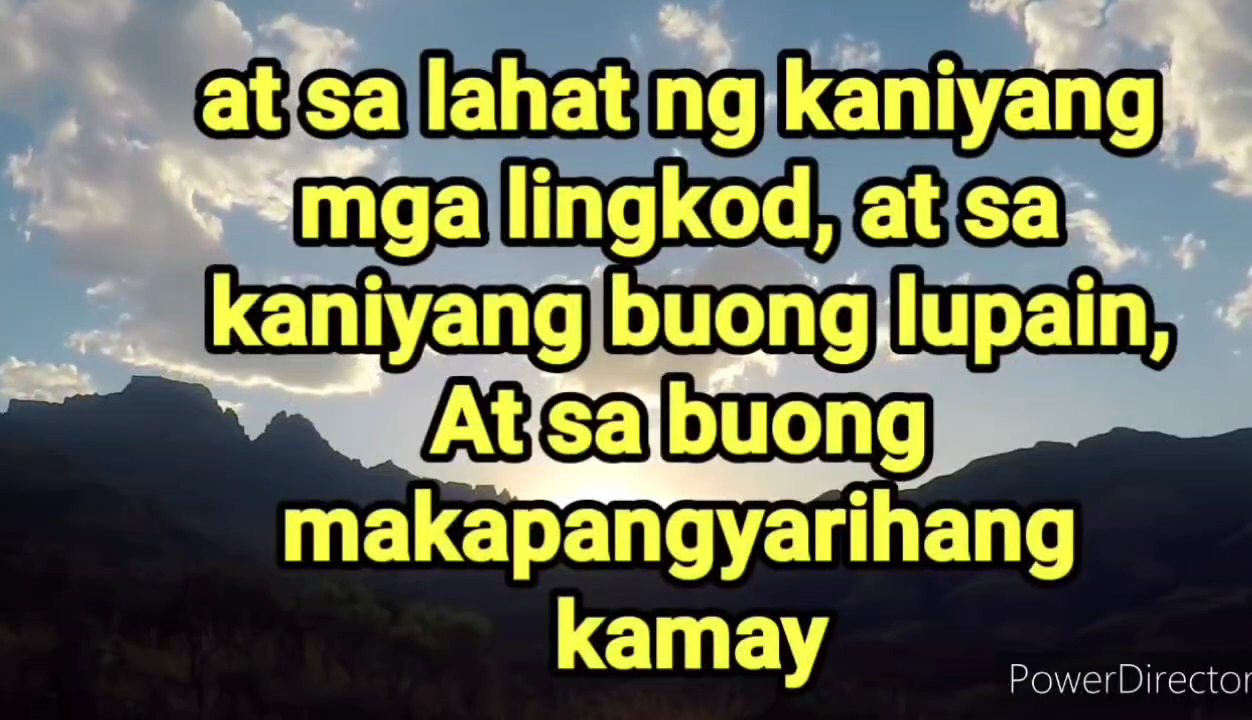 at sa lahat ng kaniyang
mga lingkod, at sa
kaniyang buong lupain,
At sa buong
makapangyarihang
kamay
PowerDirector